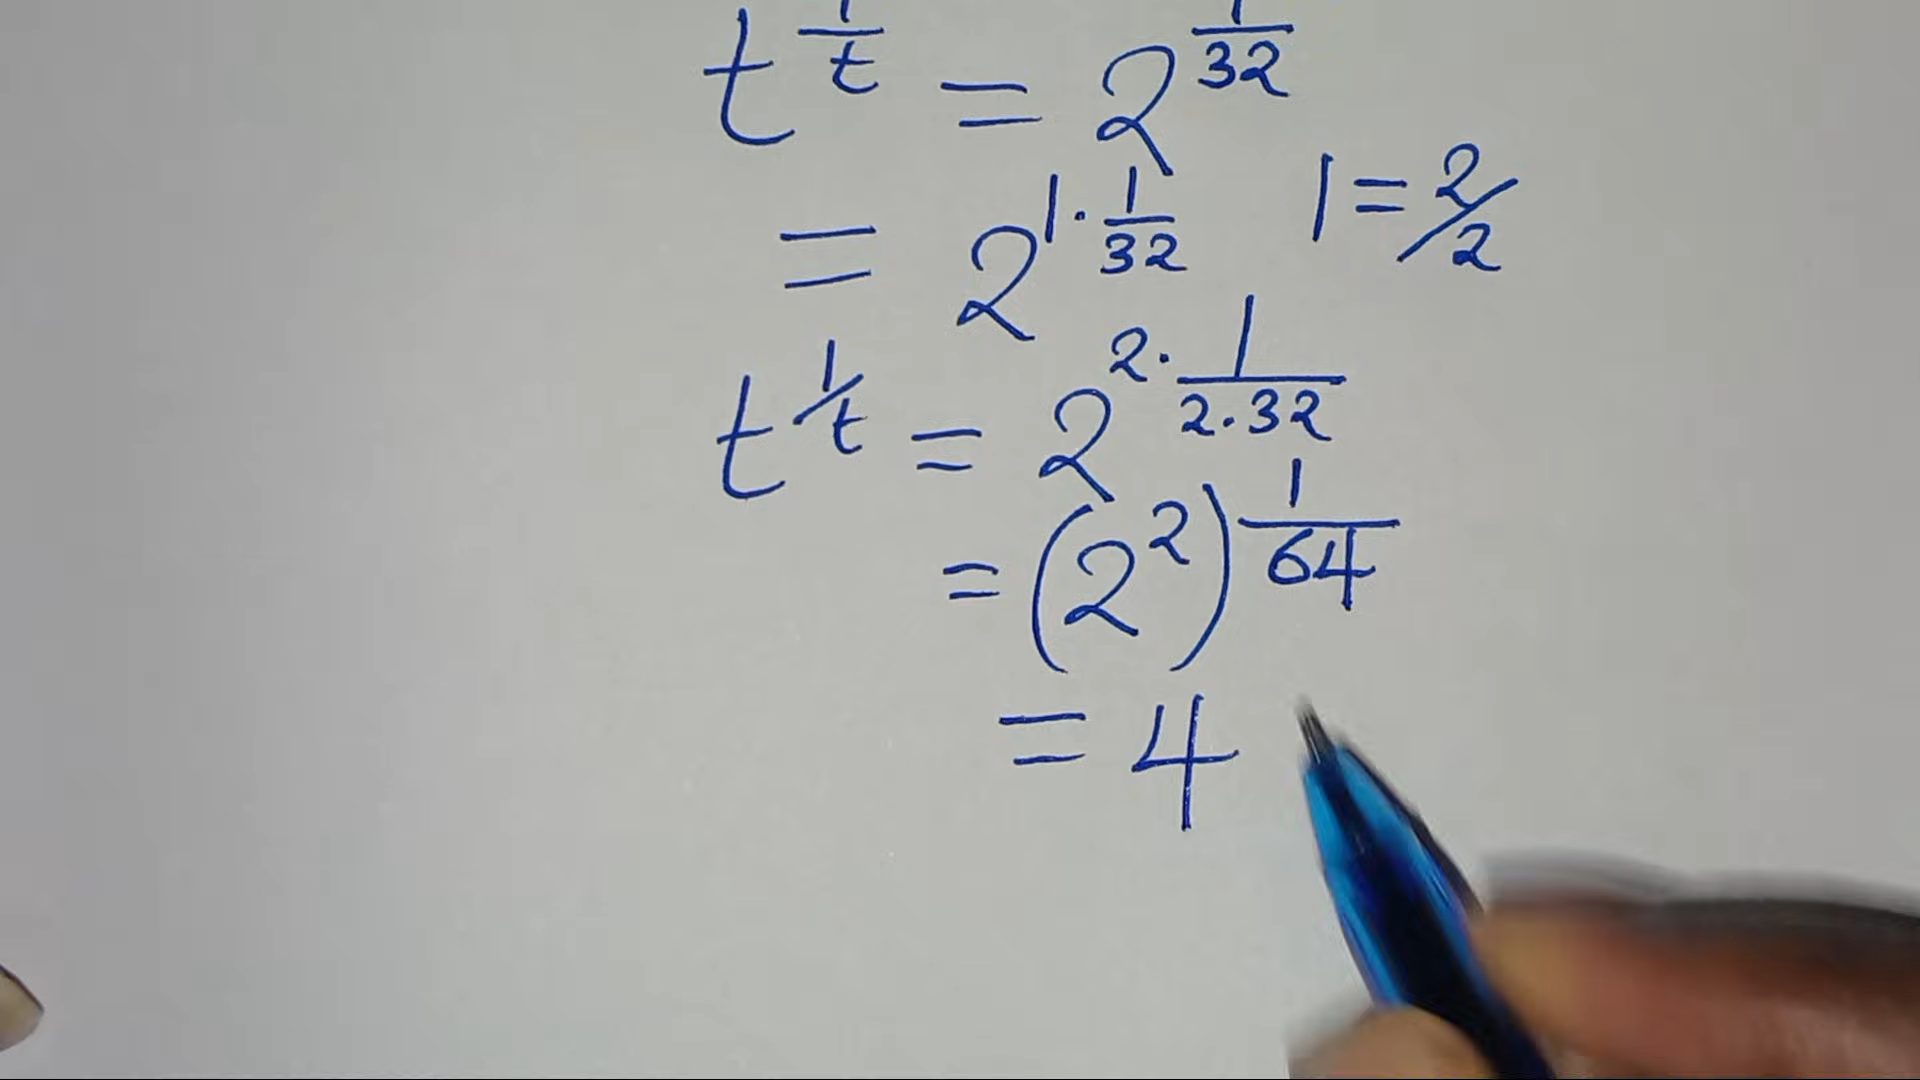 t^(1/t) = 2^(1/32)
= 2^(1·1/32) 1 = 2/2
t^(1/t) = 2^(2·1/(2·32))
= (2^2)^(1/64)
= 4